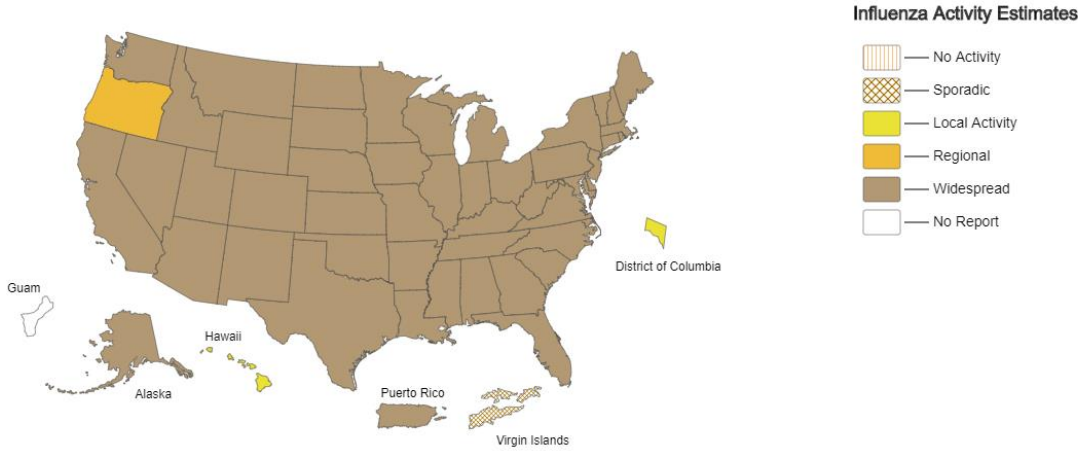 Influenza Activity Estimates
No Activity
Sporadic
Local Activity
Regional
Widespread
No Report
District of Columbia
Guam
Hawaii
Alaska
Puerto Rico
Virgin Islands